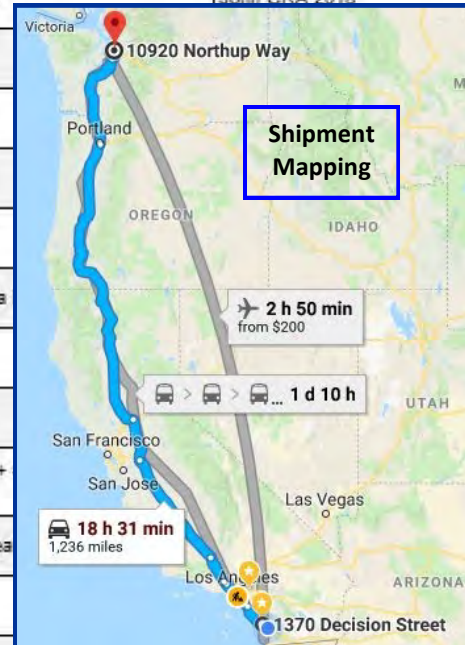 Victoria
10920 Northup Way
Portland
Shipment
Mapping
OREGON
IDAHO
2 h 50 min
from $200
... 1 d 10 h
UTAH
San Francisco
San Jose
Las Vegas
18 h 31 min
1,236 miles
Los Angeles
ARIZONA
1370 Decision Street